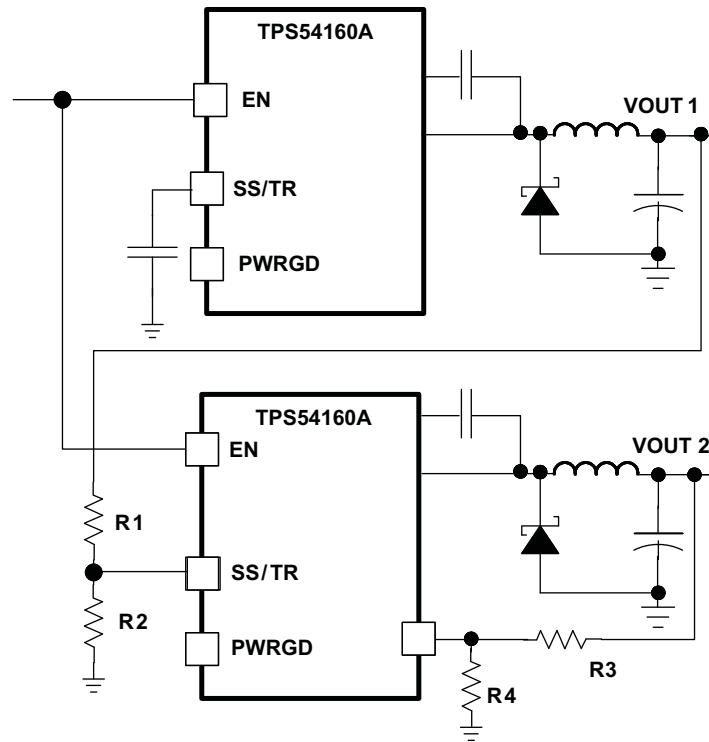 TPS54160A
EN
VOUT 1
SS/TR
PWRGD
TPS54160A
EN
VOUT 2
R1
SS/TR
R2
PWRGD
R3
R4